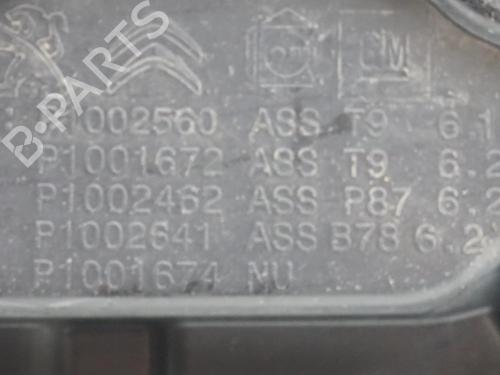 B-PARTS
GM
P1002560 ASS T9 6.1
P1001672 ASS T9 6.2
P1002462 ASS P87 6.2
P1002641 ASS B78 6.2
P1001674 NU